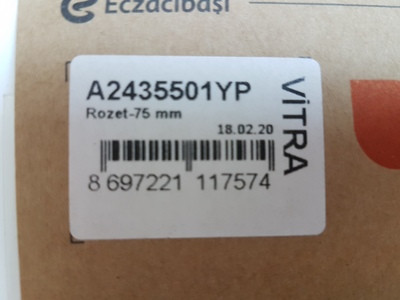 Eczacıbaşı
A2435501YP
Rozet-75 mm
18.02.20
8 697221 117574
VİTRA